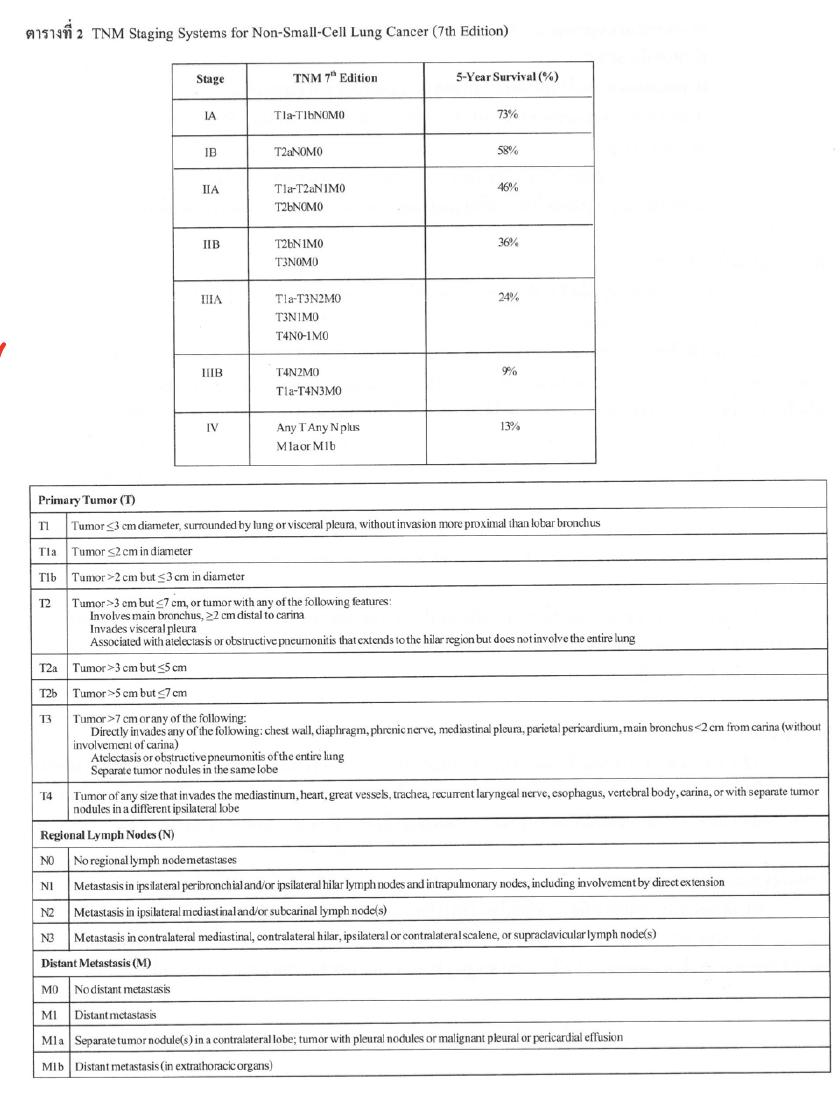 ตารางที่ 2 TNM Staging Systems for Non-Small-Cell Lung Cancer (7th Edition)
Stage TNM 7th Edition 5-Year Survival (%)
IA T1a-T1bN0M0 73%
IB T2aN0M0 58%
IIA T1a-T2aN1M0 46%
T2bN0M0
IIB T2bN1M0 36%
T3N0M0
IIIA T1a-T3N2M0 24%
T3N1M0
T4N0-1M0
IIIB T4N2M0 9%
T1a-T4N3M0
IV Any T Any N plus 13%
M1a or M1b
Primary Tumor (T)
T1 Tumor ≤3 cm diameter, surrounded by lung or visceral pleura, without invasion more proximal than lobar bronchus
T1a Tumor ≤2 cm in diameter
T1b Tumor >2 cm but ≤3 cm in diameter
T2 Tumor >3 cm but ≤7 cm, or tumor with any of the following features:
Involves main bronchus, ≥2 cm distal to carina
Invades visceral pleura
Associated with atelectasis or obstructive pneumonitis that extends to the hilar region but does not involve the entire lung
T2a Tumor >3 cm but ≤5 cm
T2b Tumor >5 cm but ≤7 cm
T3 Tumor >7 cm or any of the following:
Directly invades any of the following: chest wall, diaphragm, phrenic nerve, mediastinal pleura, parietal pericardium, main bronchus <2 cm from carina (without
involvement of carina)
Atelectasis or obstructive pneumonitis of the entire lung
Separate tumor nodules in the same lobe
T4 Tumor of any size that invades the mediastinum, heart, great vessels, trachea, recurrent laryngeal nerve, esophagus, vertebral body, carina, or with separate tumor
nodules in a different ipsilateral lobe
Regional Lymph Nodes (N)
N0 No regional lymph node metastases
N1 Metastasis in ipsilateral peribronchial and/or ipsilateral hilar lymph nodes and intrapulmonary nodes, including involvement by direct extension
N2 Metastasis in ipsilateral mediastinal and/or subcarinal lymph node(s)
N3 Metastasis in contralateral mediastinal, contralateral hilar, ipsilateral or contralateral scalene, or supraclavicular lymph node(s)
Distant Metastasis (M)
M0 No distant metastasis
M1 Distant metastasis
M1a Separate tumor nodule(s) in a contralateral lobe; tumor with pleural nodules or malignant pleural or pericardial effusion
M1b Distant metastasis (in extrathoracic organs)